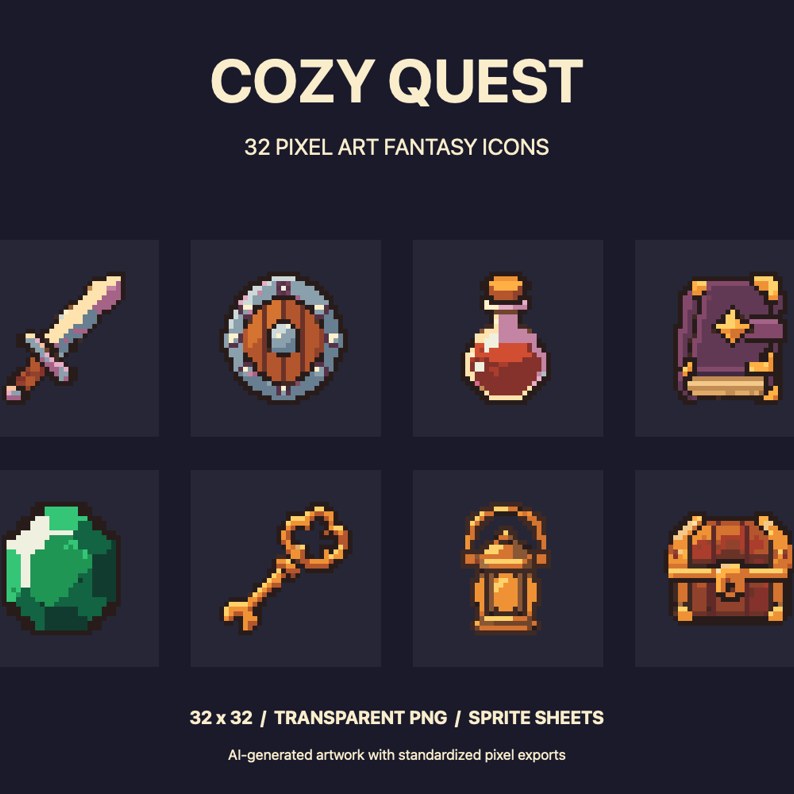 COZY QUEST
32 PIXEL ART FANTASY ICONS
32 x 32 / TRANSPARENT PNG / SPRITE SHEETS
AI-generated artwork with standardized pixel exports